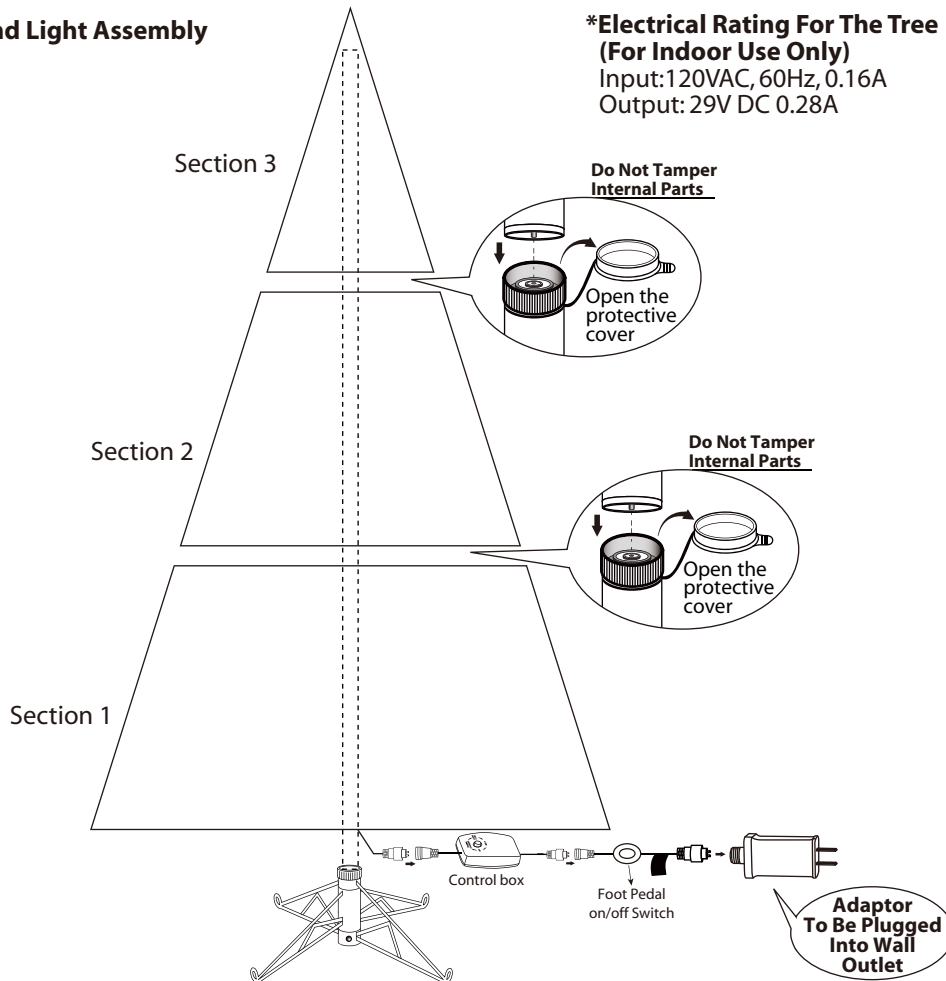 nd Light Assembly
*Electrical Rating For The Tree
(For Indoor Use Only)
Input:120VAC, 60Hz, 0.16A
Output: 29V DC 0.28A
Section 3
Do Not Tamper
Internal Parts
Open the
protective
cover
Section 2
Do Not Tamper
Internal Parts
Open the
protective
cover
Section 1
Control box
Foot Pedal
on/off Switch
Adaptor
To Be Plugged
Into Wall
Outlet